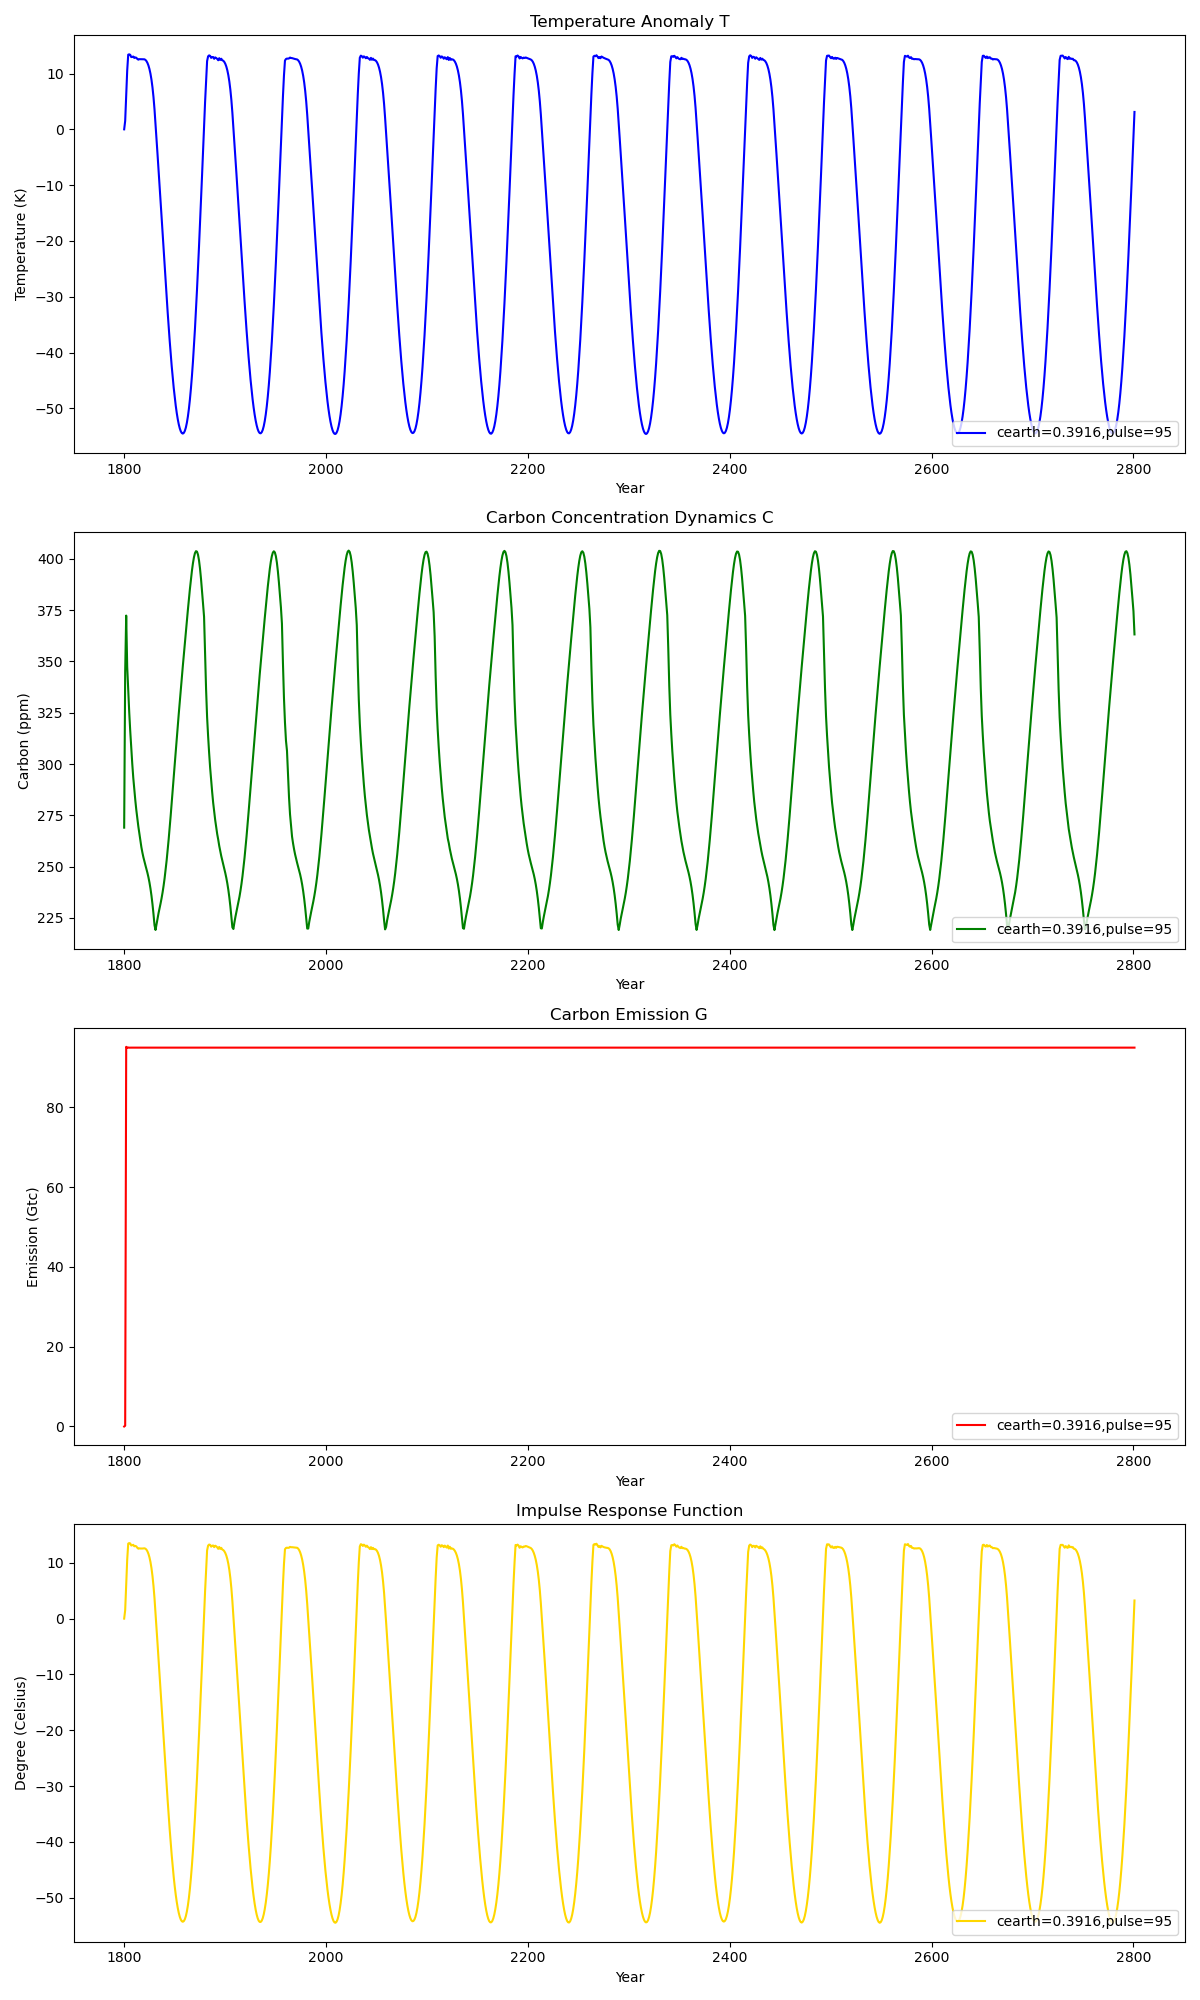 Temperature Anomaly T
Temperature (K)
10
0
−10
−20
−30
−40
−50
cearth=0.3916,pulse=95
1800 2000 2200 2400 2600 2800
Year
Carbon Concentration Dynamics C
Carbon (ppm)
400
375
350
325
300
275
250
225
cearth=0.3916,pulse=95
1800 2000 2200 2400 2600 2800
Year
Carbon Emission G
Emission (Gtc)
80
60
40
20
0
cearth=0.3916,pulse=95
1800 2000 2200 2400 2600 2800
Year
Impulse Response Function
Degree (Celsius)
10
0
−10
−20
−30
−40
−50
cearth=0.3916,pulse=95
1800 2000 2200 2400 2600 2800
Year